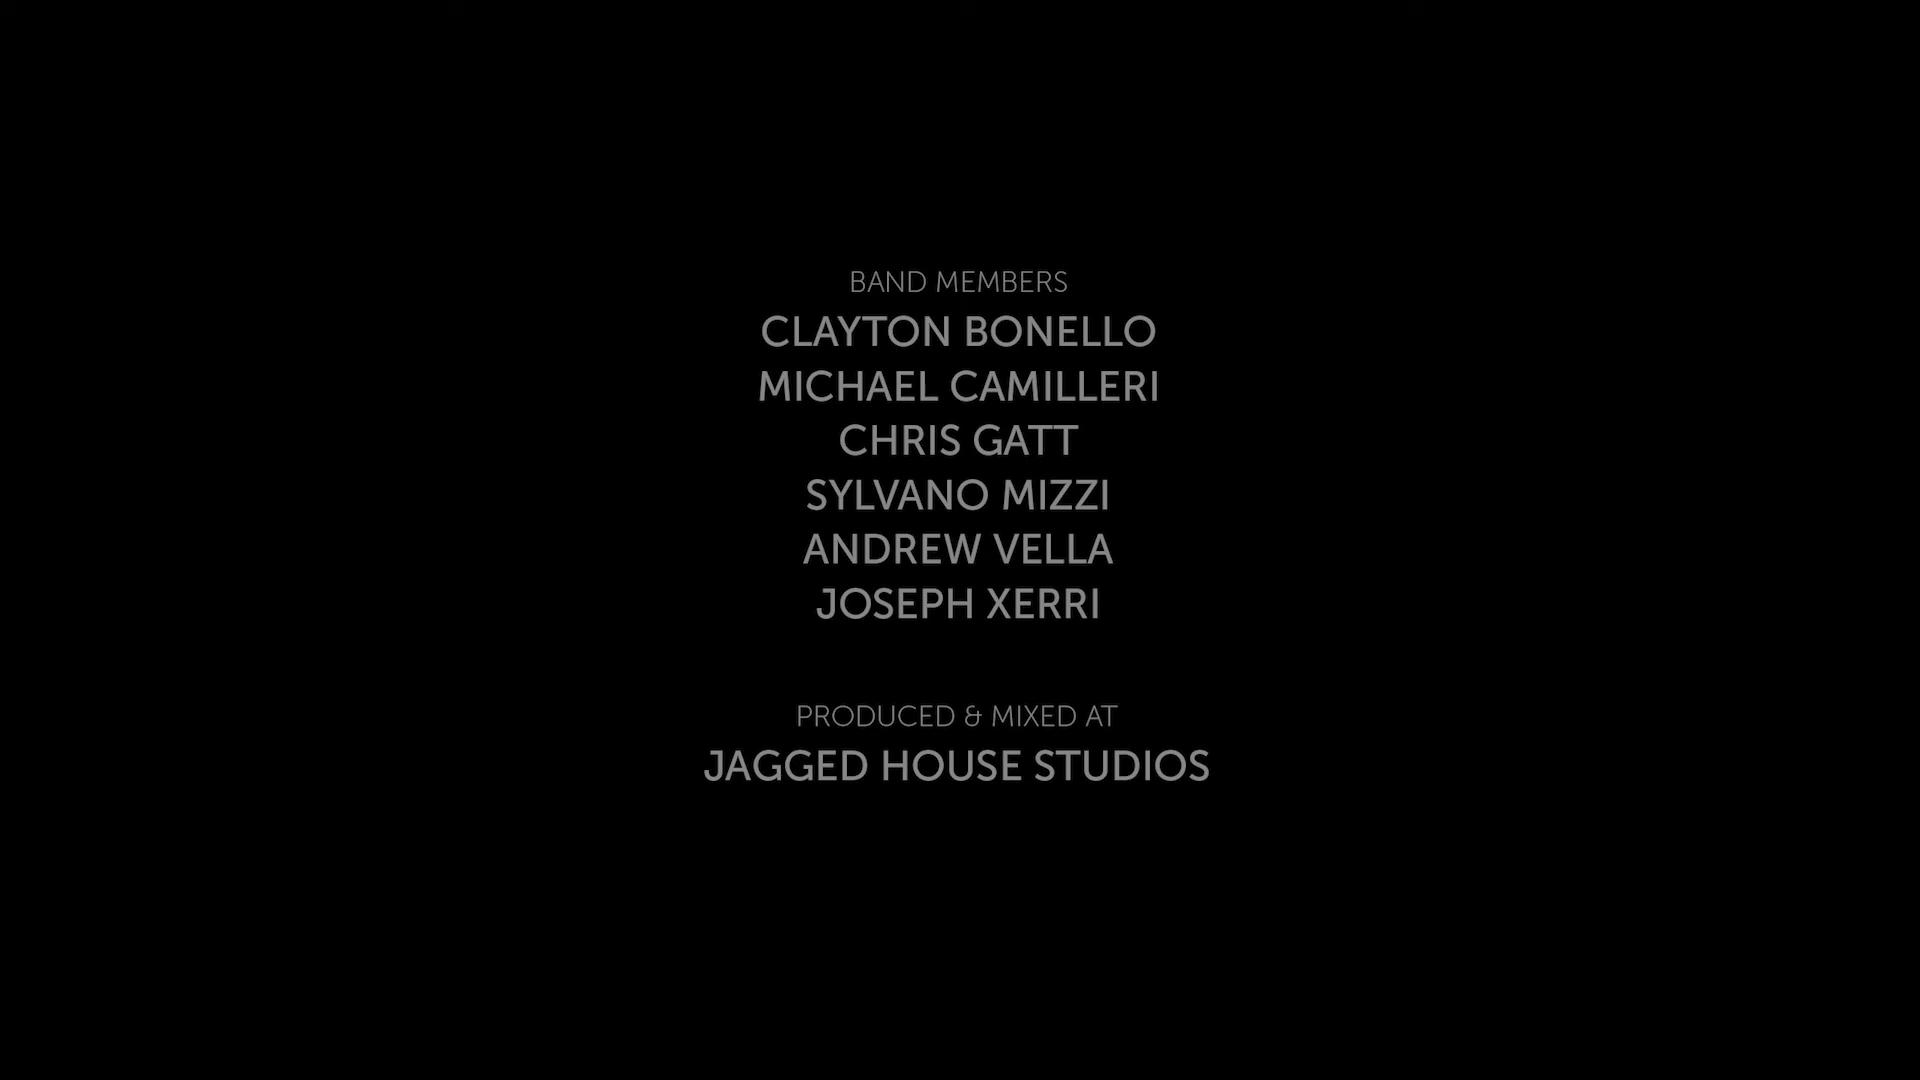 BAND MEMBERS
CLAYTON BONELLO
MICHAEL CAMILLERI
CHRIS GATT
SYLVANO MIZZI
ANDREW VELLA
JOSEPH XERRI
PRODUCED & MIXED AT
JAGGED HOUSE STUDIOS